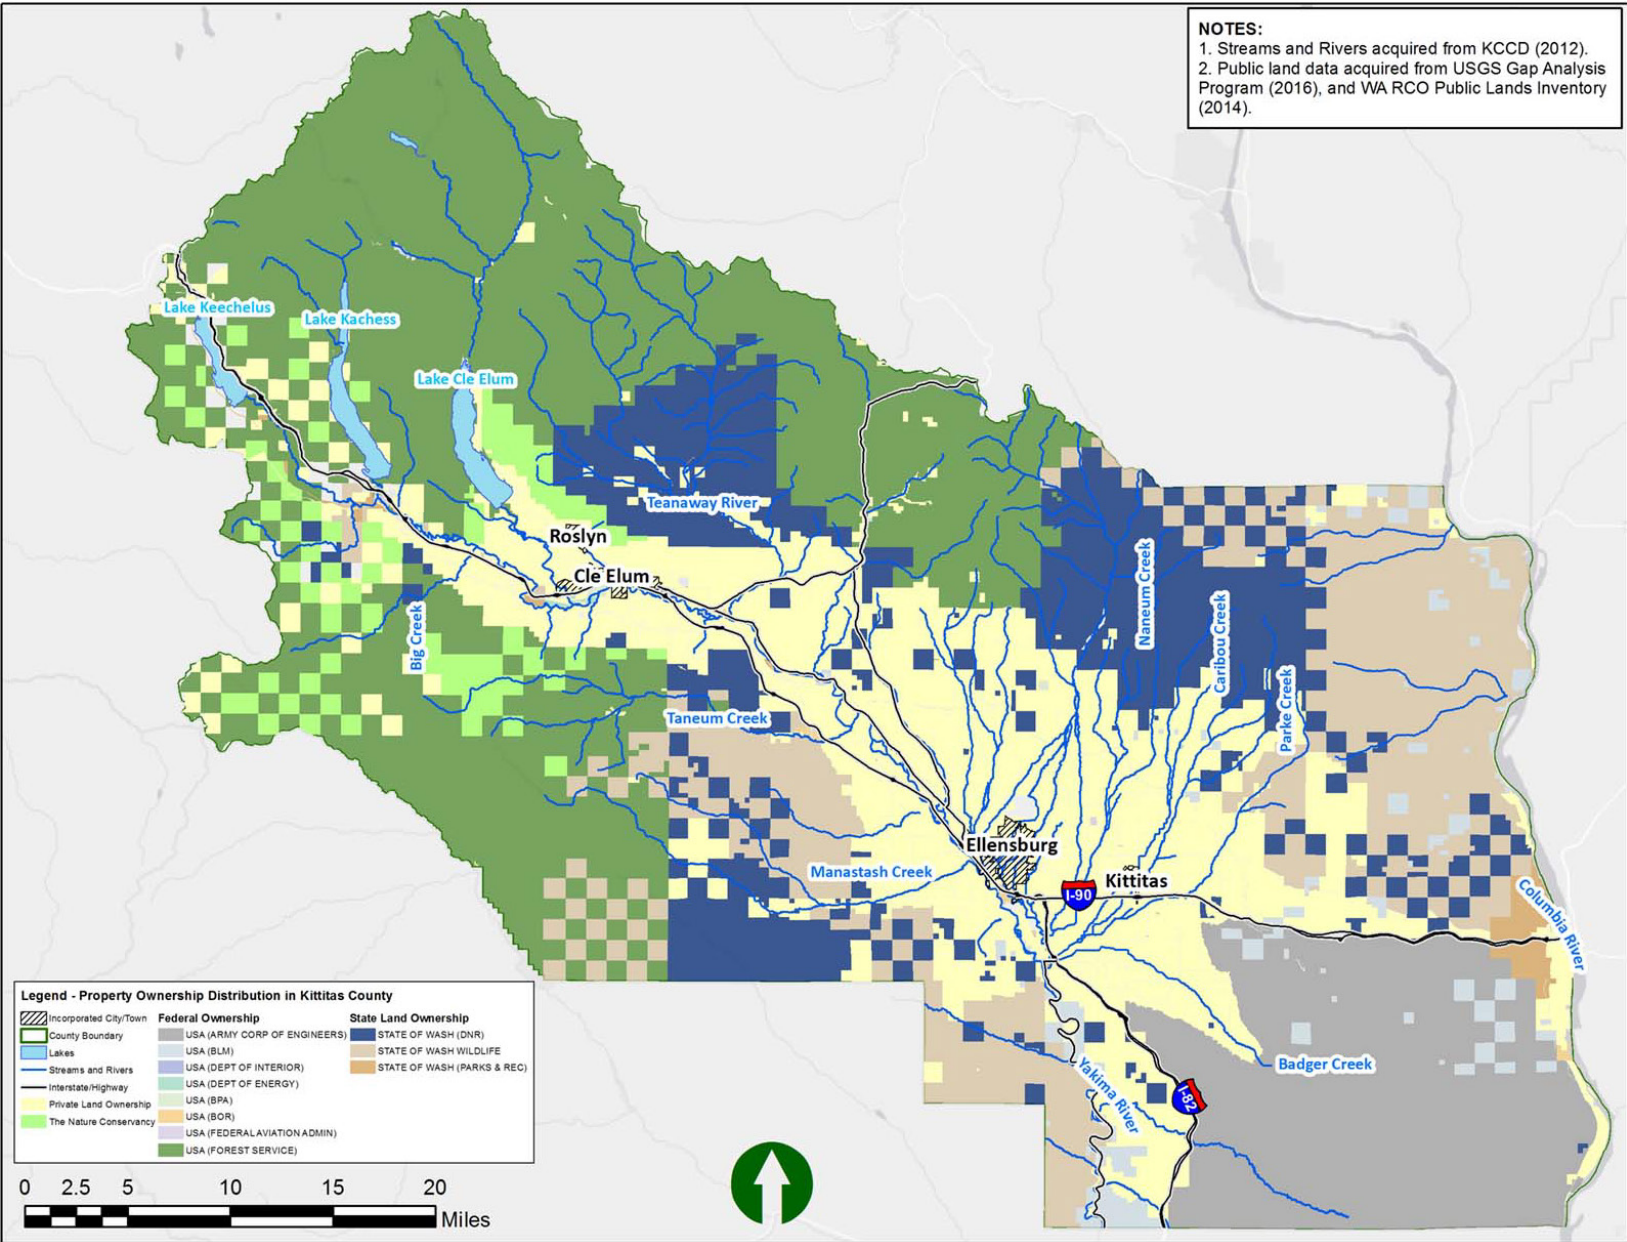 NOTES:
1. Streams and Rivers acquired from KCCD (2012).
2. Public land data acquired from USGS Gap Analysis
Program (2016), and WA RCO Public Lands Inventory
(2014).
Lake Keechelus
Lake Kachess
Lake Cle Elum
Teanaway River
Roslyn
Cle Elum
Big Creek
Naneum Creek
Caribou Creek
Parke Creek
Taneum Creek
Ellensburg
Manastash Creek
Kittitas
I-90
Columbia River
Badger Creek
Yakima River
I-82
Legend - Property Ownership Distribution in Kittitas County
Incorporated City/Town
County Boundary
Lakes
Streams and Rivers
Interstate/Highway
Private Land Ownership
The Nature Conservancy
Federal Ownership
USA (ARMY CORP OF ENGINEERS)
USA (BLM)
USA (DEPT OF INTERIOR)
USA (DEPT OF ENERGY)
USA (BPA)
USA (BOR)
USA (FEDERAL AVIATION ADMIN)
USA (FOREST SERVICE)
State Land Ownership
STATE OF WASH (DNR)
STATE OF WASH WILDLIFE
STATE OF WASH (PARKS & REC)
0 2.5 5 10 15 20
Miles